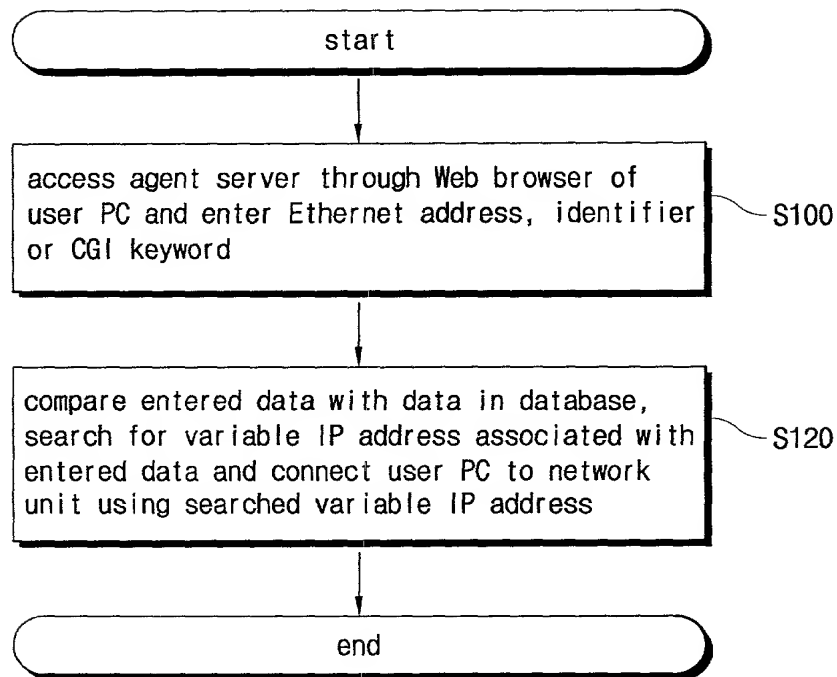 start
access agent server through Web browser of
user PC and enter Ethernet address, identifier
or CGI keyword
S100
compare entered data with data in database,
search for variable IP address associated with
entered data and connect user PC to network
unit using searched variable IP address
S120
end